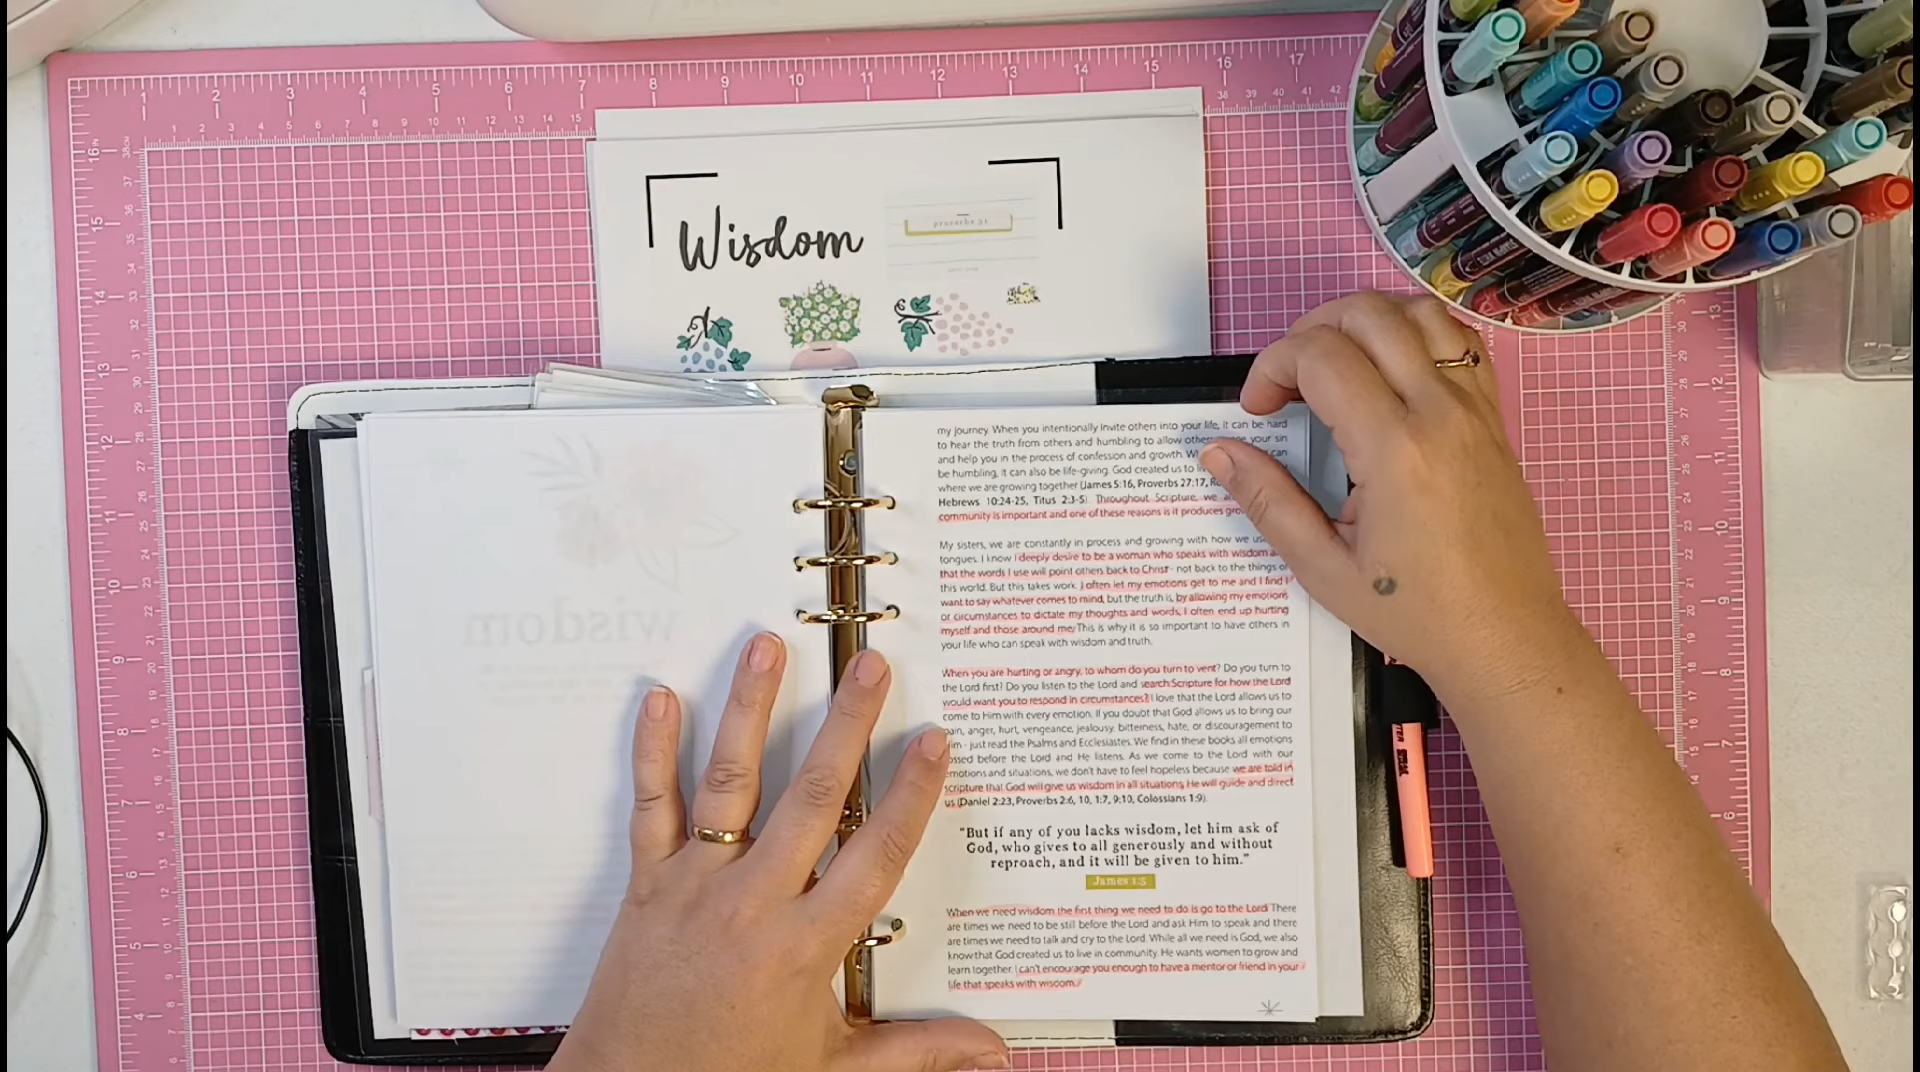 Wisdom
proverbs 31
my journey. When you intentionally invite others into your life, it can be hard
to hear the truth from others and humbling to allow your sin
and help you in the process of confession and growth. can
be humbling, it can also be life-giving. God created us to
where we are growing together (James 5:16, Proverbs 27:17,
Hebrews 10:24-25, Titus 2:3-5). Throughout Scripture, we
community is important and one of these reasons is it produces
My sisters, we are constantly in process and growing with how we
tongues. I know I deeply desire to be a woman who speaks with wisdom
that the words I use will point others back to Christ - not back to the things of
this world. But this takes work. I often let my emotions get to me and I find I
want to say whatever comes to mind, but the truth is, by allowing my emotions
or circumstances to dictate my thoughts and words, I often end up hurting
myself and those around me. This is why it is so important to have others in
your life who can speak with wisdom and truth.
When you are hurting or angry, to whom do you turn to vent? Do you turn to
the Lord first? Do you listen to the Lord and search Scripture for how the Lord
would want you to respond in circumstances? I love that the Lord allows us to
come to Him with every emotion. If you doubt that God allows us to bring our
pain, anger, hurt, vengeance, jealousy, bitterness, hate, or discouragement to
Him - just read the Psalms and Ecclesiastes. We find in these books all emotions
before the Lord and He listens. As we come to the Lord with our
emotions and situations, we don't have to feel hopeless because we are told in
scripture that God will give us wisdom in all situations, He will guide and direct
us (Daniel 2:23, Proverbs 2:6, 10, 1:7, 9:10, Colossians 1:9).
"But if any of you lacks wisdom, let him ask of
God, who gives to all generously and without
reproach, and it will be given to him."
James 1:5
When we need wisdom the first thing we need to do is go to the Lord. There
are times we need to be still before the Lord and ask Him to speak and there
are times we need to talk and cry to the Lord. While all we need is God, we also
know that God created us to live in community. He wants women to grow and
learn together. I can't encourage you enough to have a mentor or friend in your
life that speaks with wisdom.
wisdom